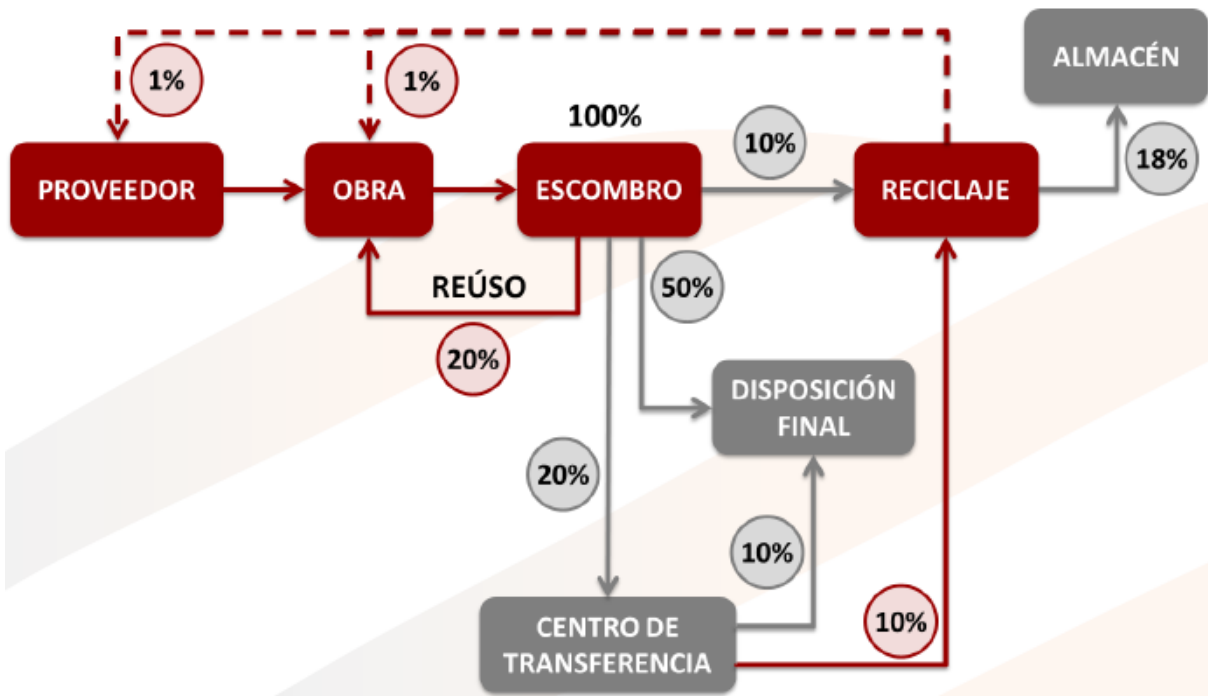 ALMACÉN
1%
1%
100%
10%
18%
PROVEEDOR
OBRA
ESCOMBRO
RECICLAJE
REÚSO
50%
20%
DISPOSICIÓN
FINAL
20%
10%
CENTRO DE
TRANSFERENCIA
10%